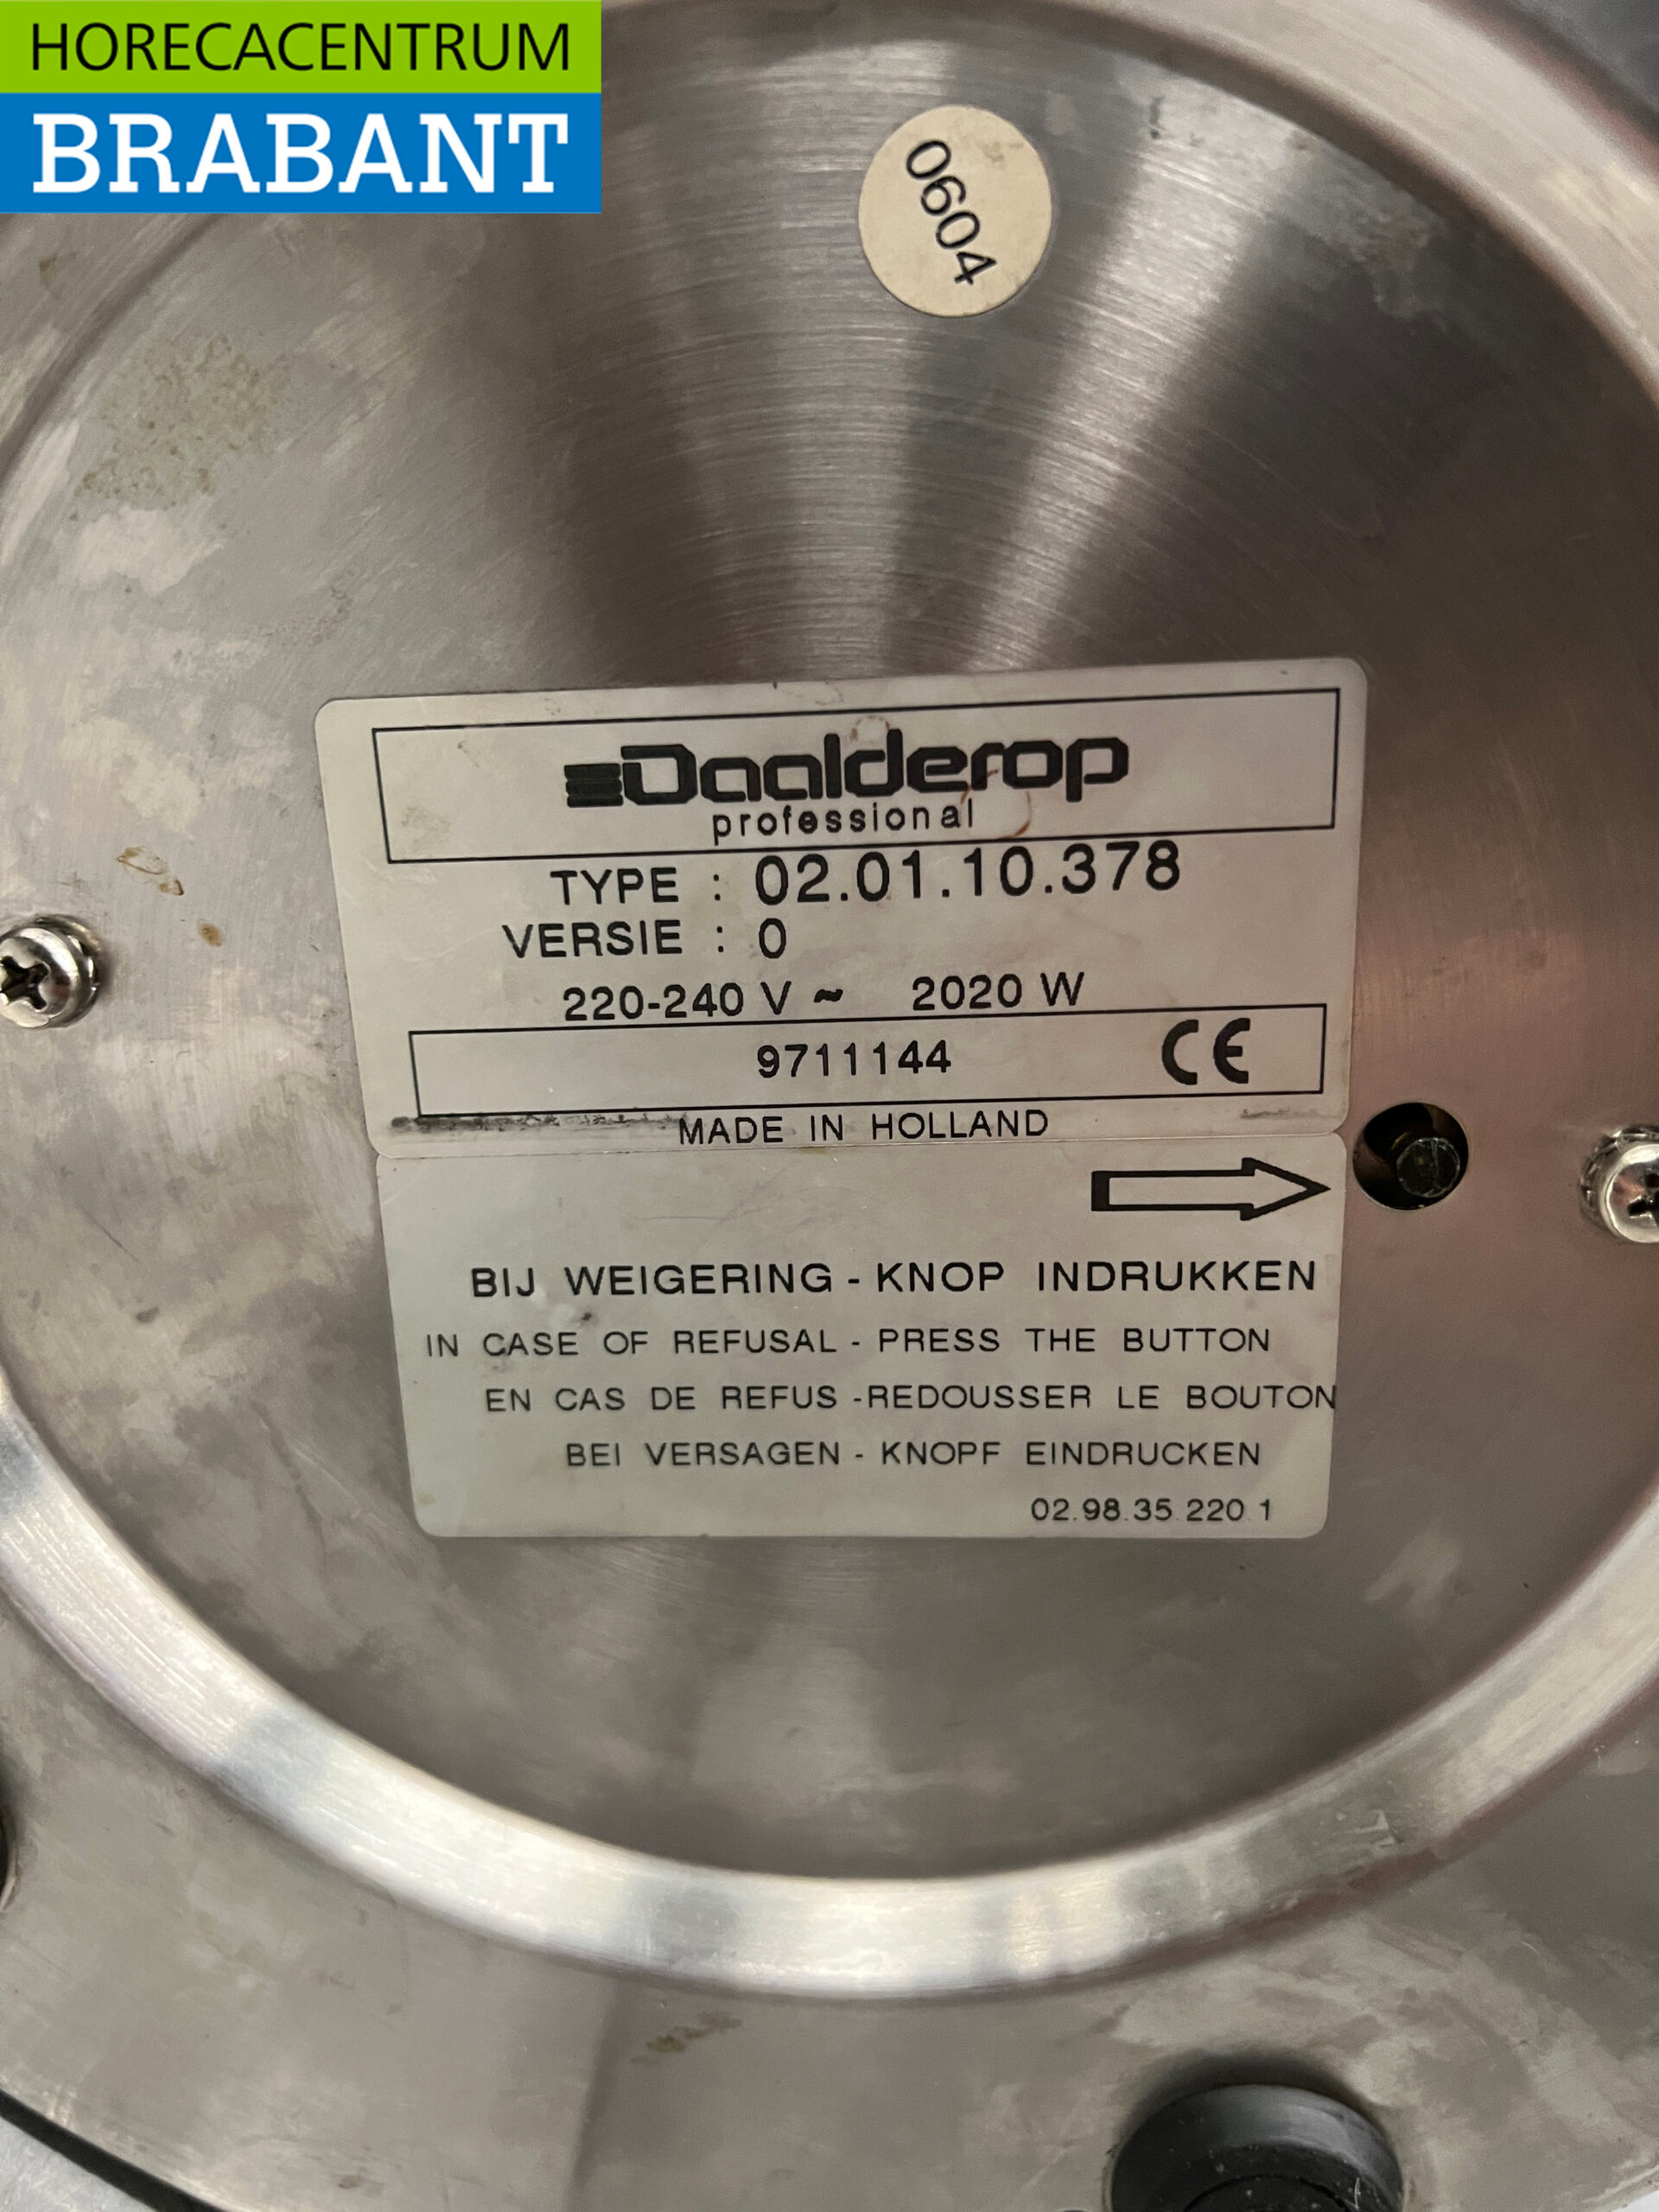 HORECACENTRUM
BRABANT
0604
Daalderop
professional
TYPE : 02.01.10.378
VERSIE : 0
220-240 V ~ 2020 W
9711144 CE
MADE IN HOLLAND
BIJ WEIGERING - KNOP INDRUKKEN
IN CASE OF REFUSAL - PRESS THE BUTTON
EN CAS DE REFUS -REDOUSSER LE BOUTON
BEI VERSAGEN - KNOPF EINDRUCKEN
02.98.35.220.1